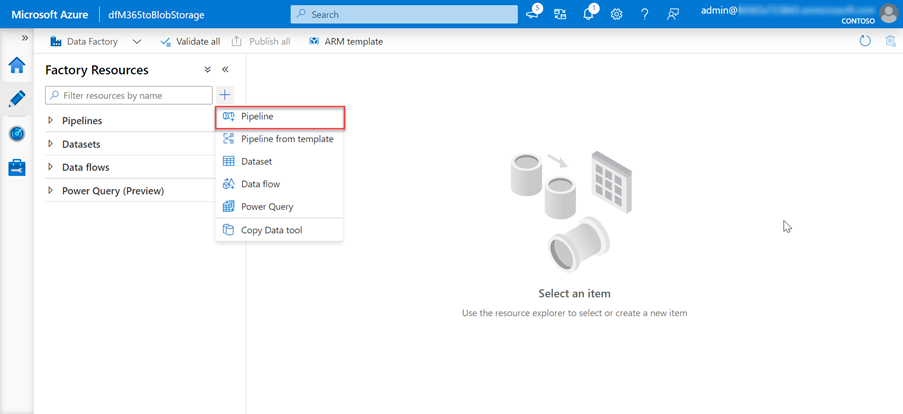 Microsoft Azure dfM365toBlobStorage Search 5 1 admin@
CONTOSO
Data Factory Validate all Publish all ARM template
Factory Resources
Filter resources by name
Pipelines
Datasets
Data flows
Power Query (Preview)
Pipeline
Pipeline from template
Dataset
Data flow
Power Query
Copy Data tool
Select an item
Use the resource explorer to select or create a new item